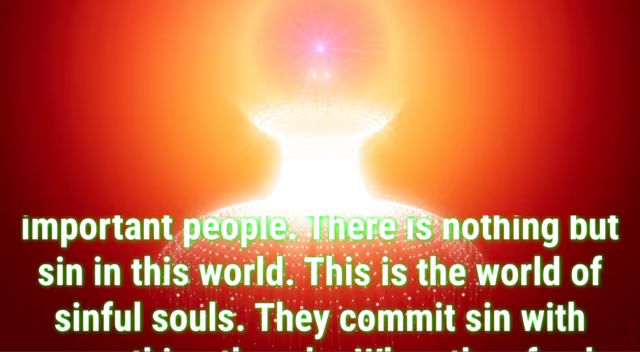 important people. There is nothing but
sin in this world. This is the world of
sinful souls. They commit sin with